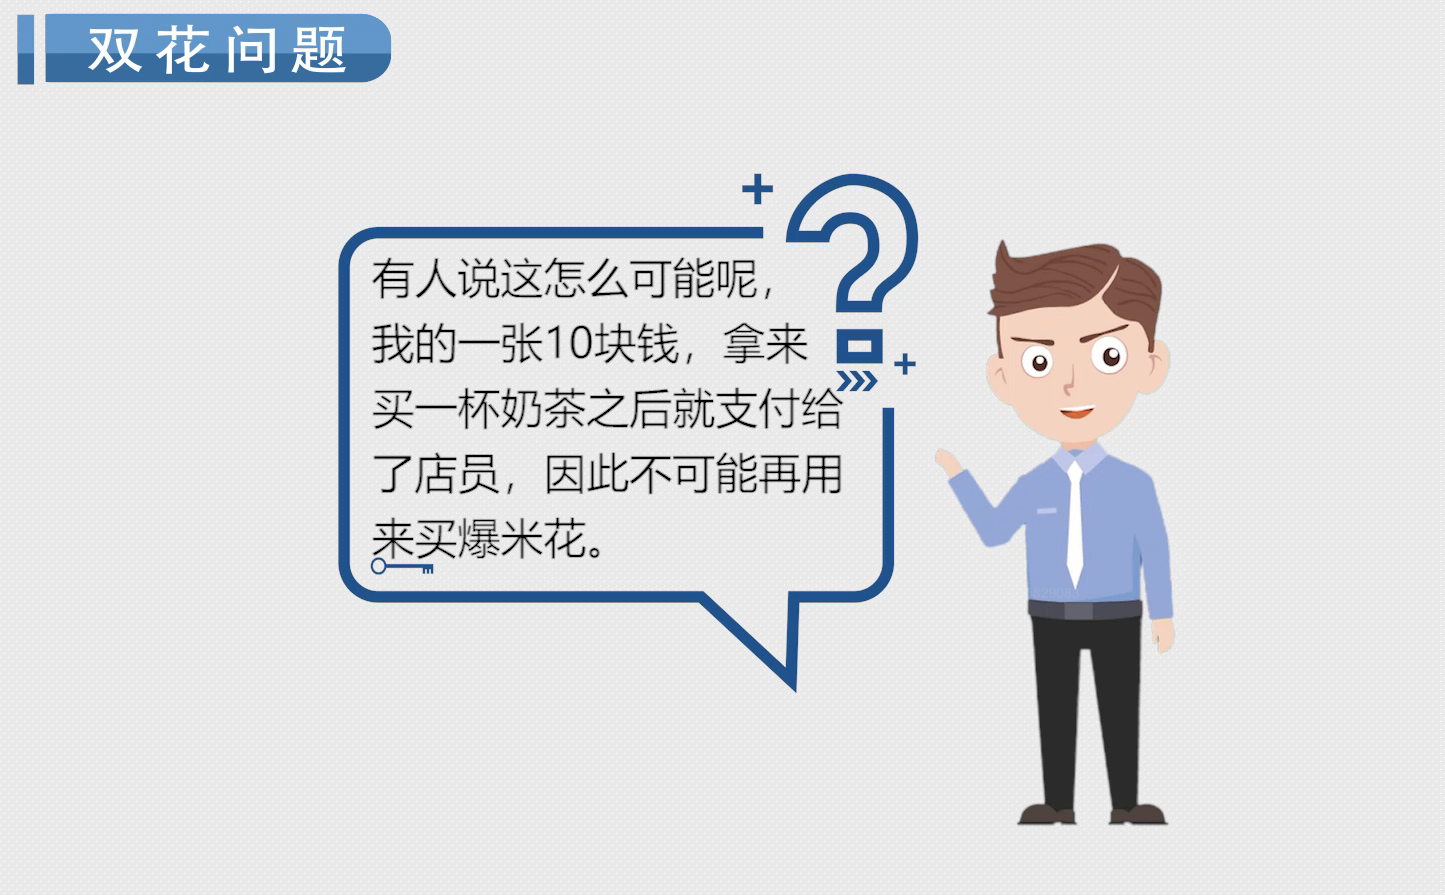 双花问题
有人说这怎么可能呢，
我的一张10块钱，拿来
买一杯奶茶之后就支付给
了店员，因此不可能再用
来买爆米花。